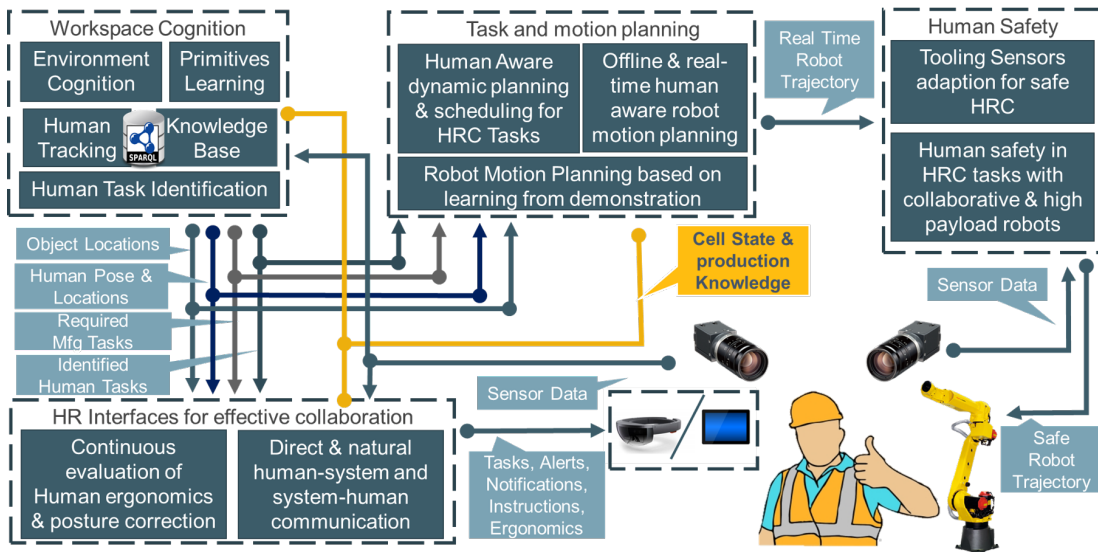 Workspace Cognition
Environment
Cognition
Primitives
Learning
Human
Tracking
SPARQL
Knowledge
Base
Human Task Identification
Task and motion planning
Human Aware
dynamic planning
& scheduling for
HRC Tasks
Offline & real-
time human
aware robot
motion planning
Robot Motion Planning based on
learning from demonstration
Real Time
Robot
Trajectory
Human Safety
Tooling Sensors
adaption for safe
HRC
Human safety in
HRC tasks with
collaborative & high
payload robots
Object Locations
Human Pose &
Locations
Required
Mfg Tasks
Identified
Human Tasks
Cell State &
production
Knowledge
Sensor Data
Sensor Data
HR Interfaces for effective collaboration
Continuous
evaluation of
Human ergonomics
& posture correction
Direct & natural
human-system and
system-human
communication
Tasks, Alerts,
Notifications,
Instructions,
Ergonomics
Safe
Robot
Trajectory